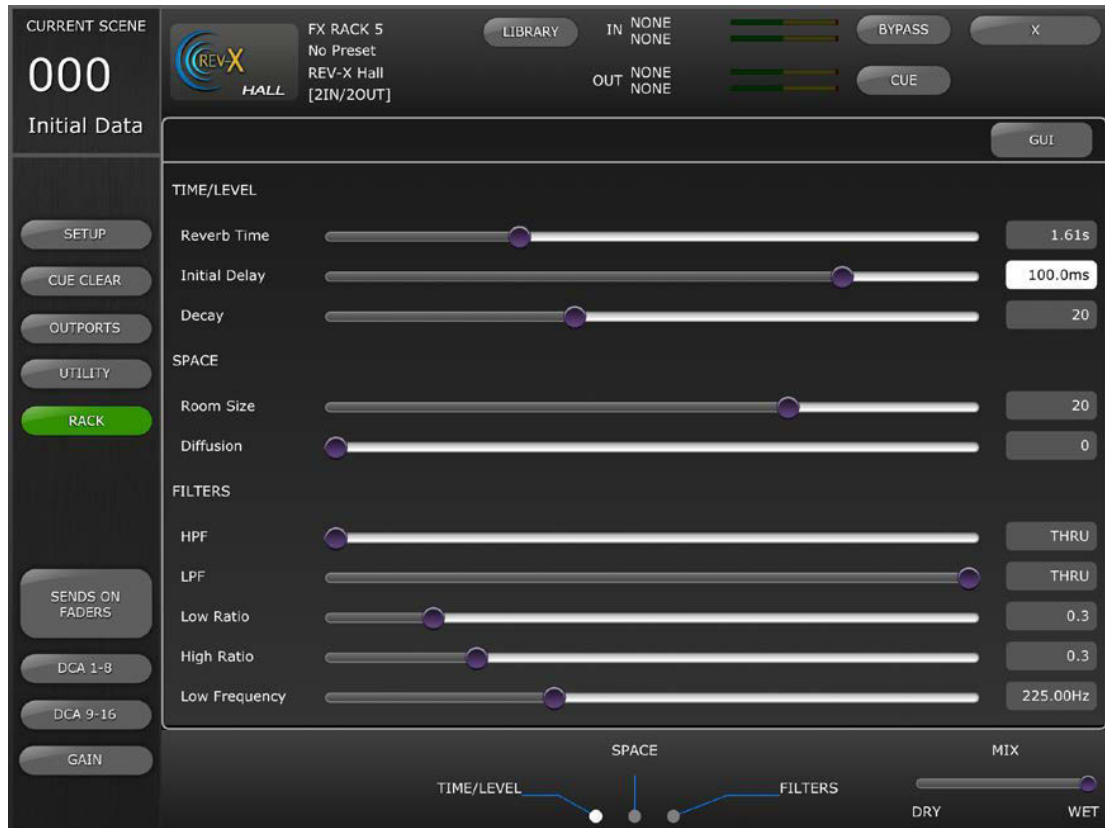 CURRENT SCENE
000
Initial Data
REV-X
HALL
FX RACK 5
No Preset
REV-X Hall
[2IN/2OUT]
LIBRARY
IN NONE
NONE
OUT NONE
NONE
BYPASS
X
CUE
GUI
SETUP
CUE CLEAR
OUTPORTS
UTILITY
RACK
SENDS ON
FADERS
DCA 1-8
DCA 9-16
GAIN
TIME/LEVEL
Reverb Time 1.61s
Initial Delay 100.0ms
Decay 20
SPACE
Room Size 20
Diffusion 0
FILTERS
HPF THRU
LPF THRU
Low Ratio 0.3
High Ratio 0.3
Low Frequency 225.00Hz
SPACE
TIME/LEVEL
FILTERS
MIX
DRY WET